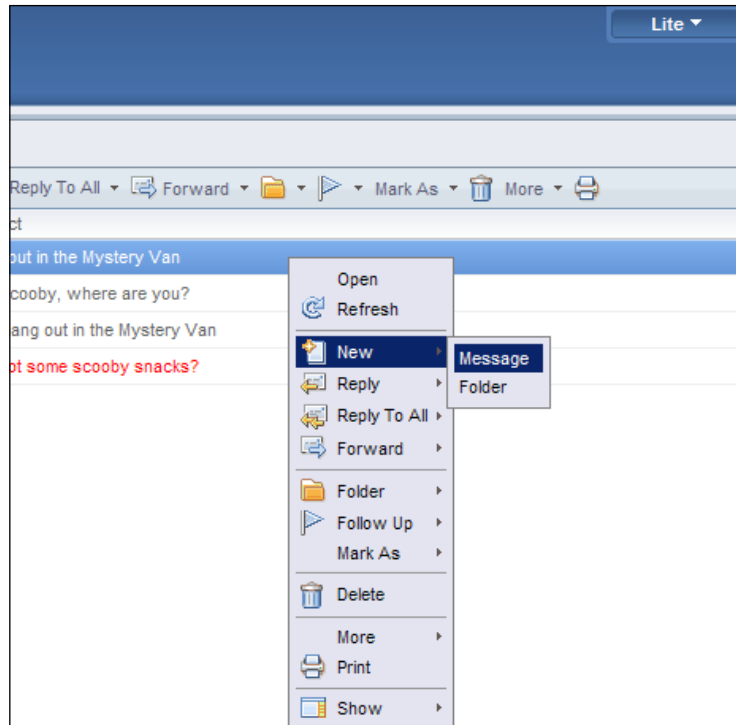 Lite
Reply To All Forward Mark As More
ct
out in the Mystery Van
cooby, where are you?
ang out in the Mystery Van
ot some scooby snacks?
Open
Refresh
New
Message
Reply
Folder
Reply To All
Forward
Folder
Follow Up
Mark As
Delete
More
Print
Show